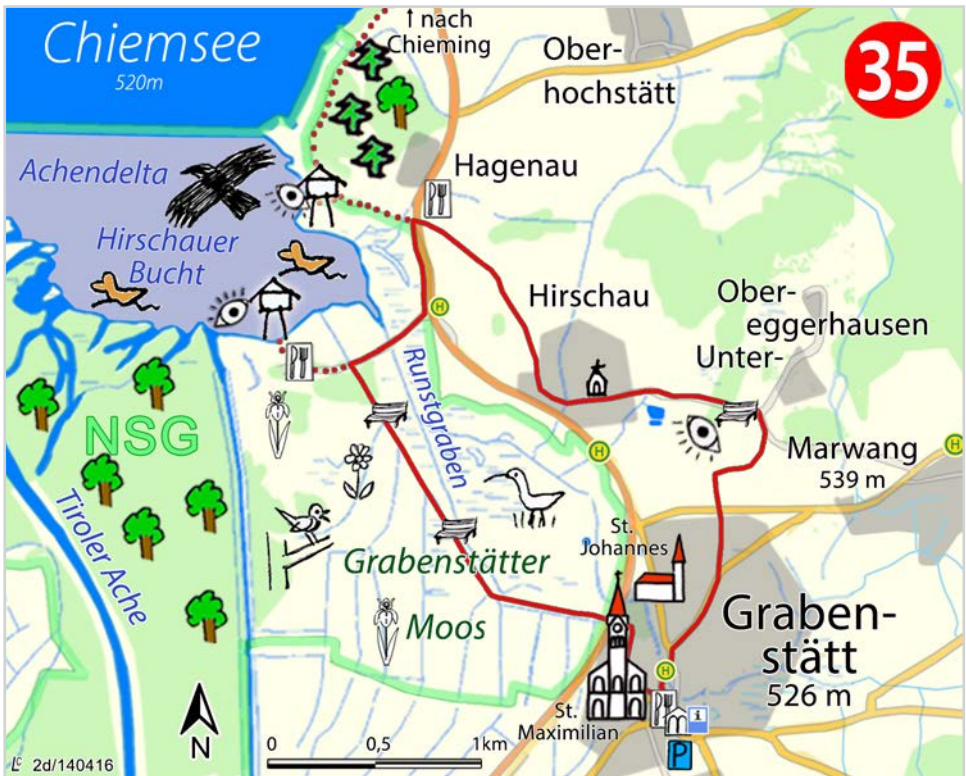 Chiemsee
520m
↑ nach
Chieming
Ober-
hochstätt
35
Achendelta
Hagenau
Hirschauer
Bucht
H
Hirschau
Ober-
eggerhausen
Unter-
Runstgraben
NSG
H
Marwang
539 m
H
Tiroler Ache
St.
Johannes
Grabenstätter
Moos
Graben-
stätt
526 m
H
St.
Maximilian
i
P
N
0 0,5 1km
2d/140416